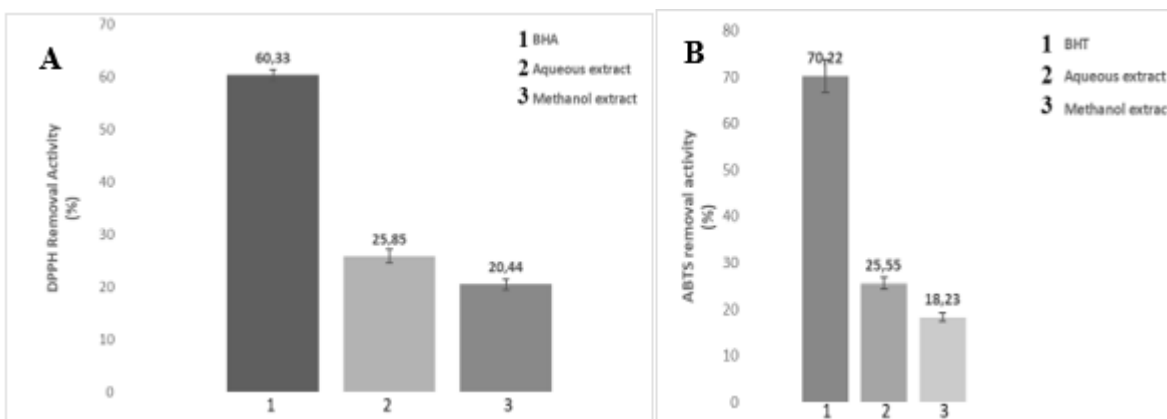 A
DPPH Removal Activity
(%)
70
60
50
40
30
20
10
0
60,33
25,85
20,44
1 2 3
1 BHA
2 Aqueous extract
3 Methanol extract
B
ABTS removal activity
(%)
80
70
60
50
40
30
20
10
0
70,22
25,55
18,23
1 2 3
1 BHT
2 Aqueous extract
3 Methanol extract